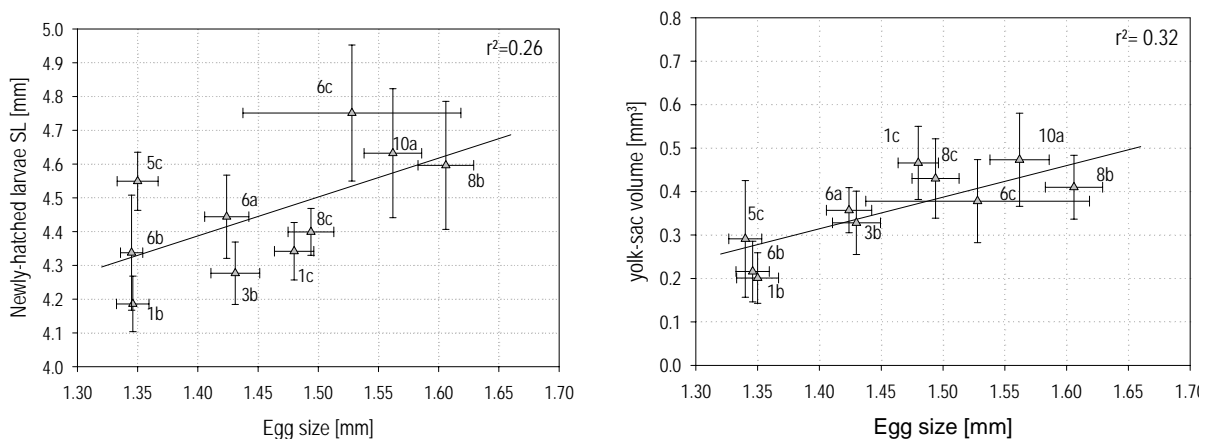 r²=0.26
5.0
4.9
4.8
4.7
4.6
4.5
4.4
4.3
4.2
4.1
4.0
Newly-hatched larvae SL [mm]
6c
10a
5c
8b
6a
8c
6b
1c
3b
1b
1.30 1.35 1.40 1.45 1.50 1.55 1.60 1.65 1.70
Egg size [mm]
r²= 0.32
0.8
0.7
0.6
0.5
0.4
0.3
0.2
0.1
0.0
yolk-sac volume [mm³]
1c
10a
8c
8b
6a
6c
5c
3b
6b
1b
1.30 1.35 1.40 1.45 1.50 1.55 1.60 1.65 1.70
Egg size [mm]